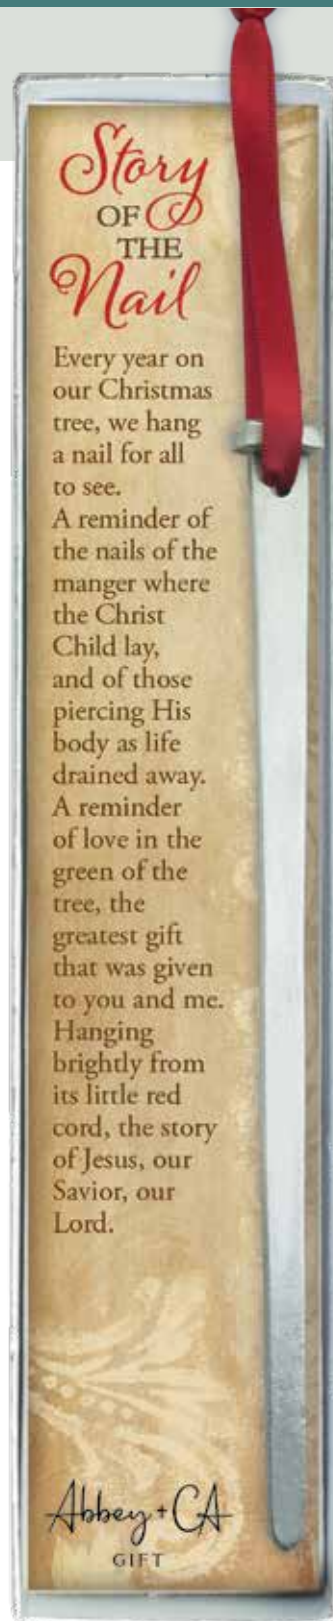 Story
OF
THE
Nail
Every year on
our Christmas
tree, we hang
a nail for all
to see.
A reminder of
the nails of the
manger where
the Christ
Child lay,
and of those
piercing His
body as life
drained away.
A reminder
of love in the
green of the
tree, the
greatest gift
that was given
to you and me.
Hanging
brightly from
its little red
cord, the story
of Jesus, our
Savior, our
Lord.
Abbey + CA
GIFT